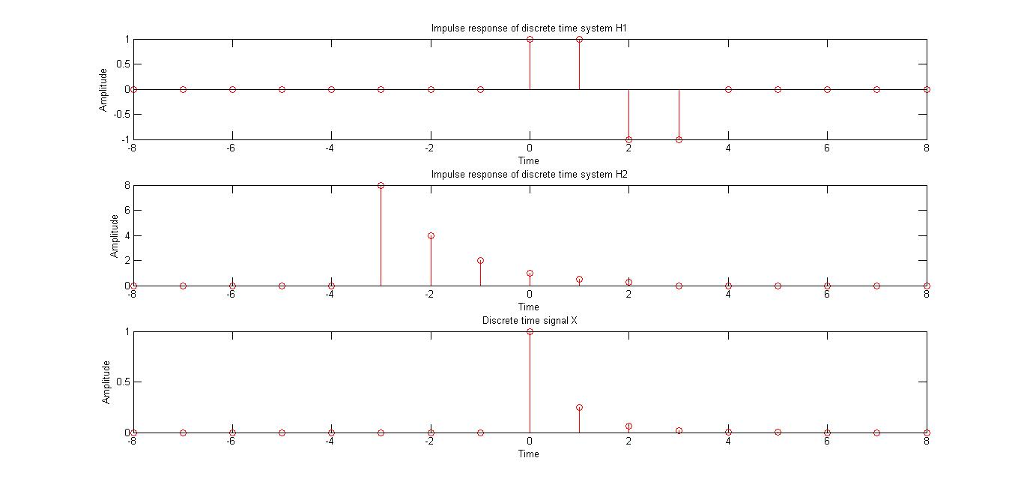 Impulse response of discrete time system H1
1
0.5
0
-0.5
-1
Amplitude
-8 -6 -4 -2 0 2 4 6 8
Time
Impulse response of discrete time system H2
8
6
4
2
0
Amplitude
-8 -6 -4 -2 0 2 4 6 8
Time
Discrete time signal X
1
0.5
0
Amplitude
-8 -6 -4 -2 0 2 4 6 8
Time